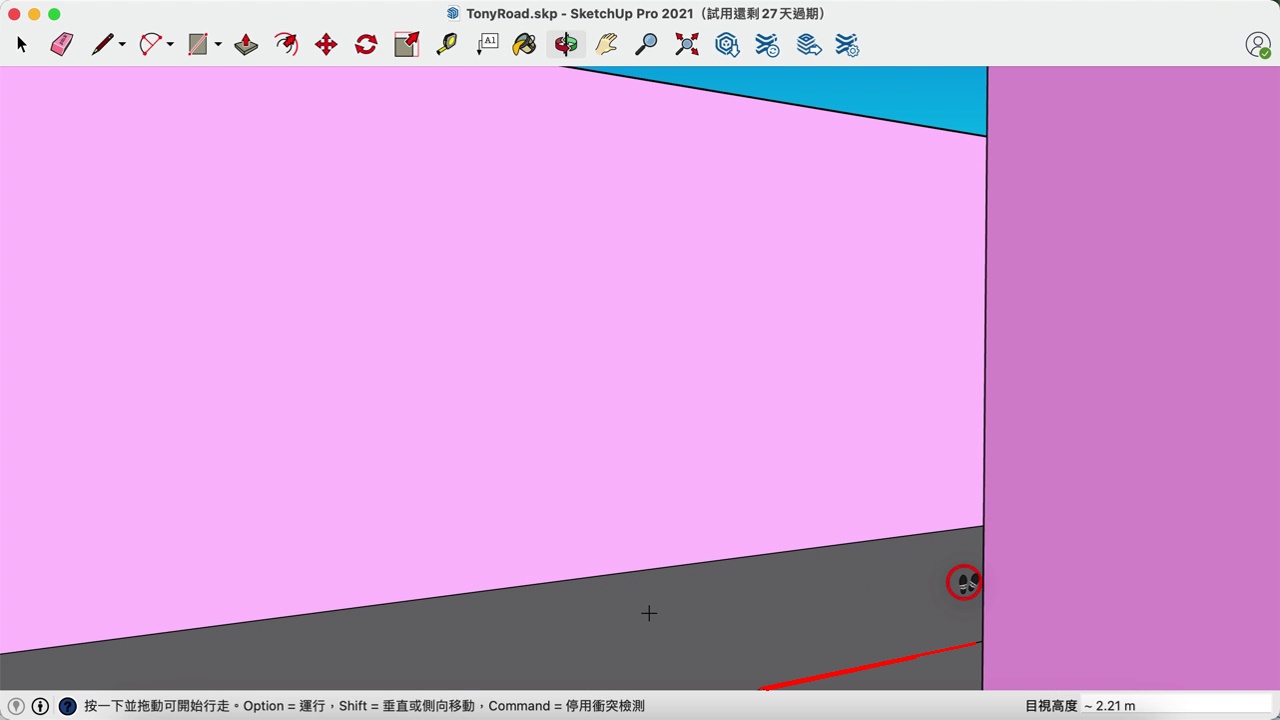 TonyRoad.skp - SketchUp Pro 2021（試用還剩 27 天過期）
A1
按一下並拖動可開始行走。Option = 運行，Shift = 垂直或側向移動，Command = 停用衝突檢測
目視高度 ~ 2.21 m